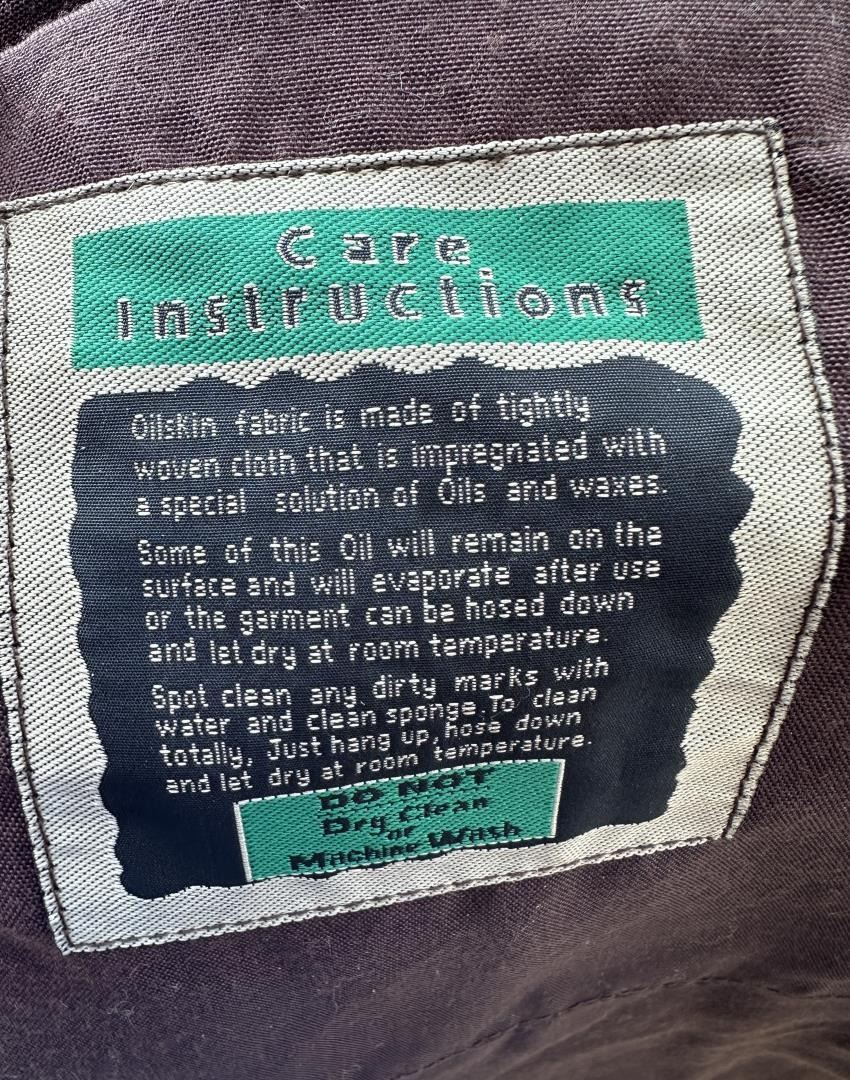 Care
Instructions
Oilskin fabric is made of tightly
woven cloth that is impregnated with
a special solution of Oils and waxes.
Some of this Oil will remain on the
surface and will evaporate after use
or the garment can be hosed down
and let dry at room temperature.
Spot clean any dirty marks with
water and clean sponge. To clean
totally, Just hang up, hose down
and let dry at room temperature.
DO NOT
Dry Clean
or
Machine Wash